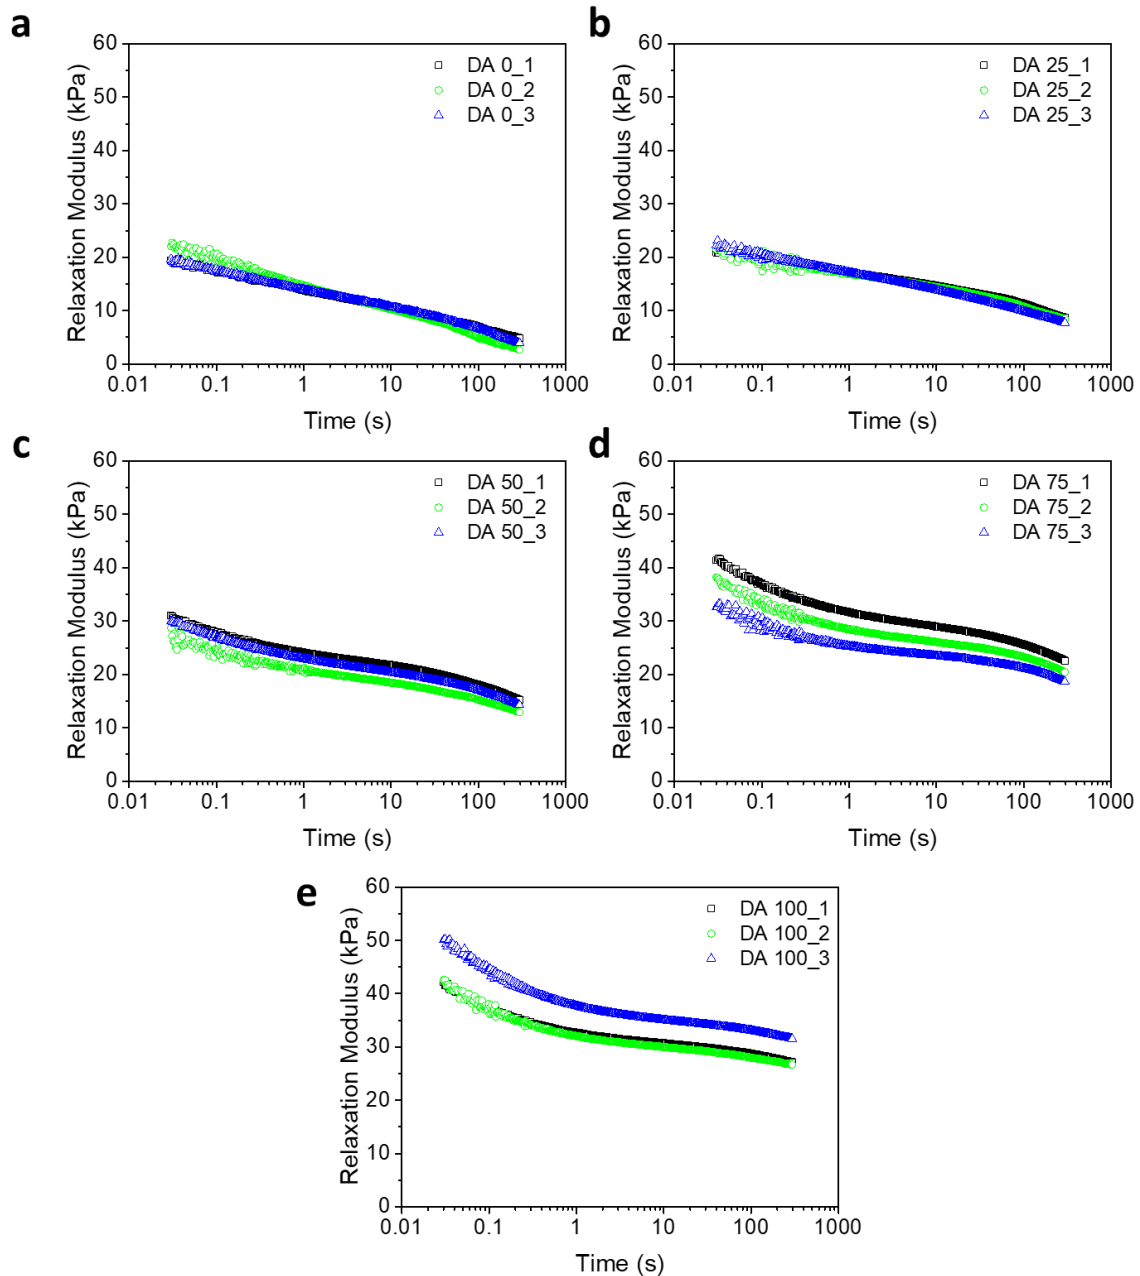 a
60
50
40
30
20
10
0
Relaxation Modulus (kPa)
DA 0_1
DA 0_2
DA 0_3
0.01 0.1 1 10 100 1000
Time (s)
b
60
50
40
30
20
10
0
Relaxation Modulus (kPa)
DA 25_1
DA 25_2
DA 25_3
0.01 0.1 1 10 100 1000
Time (s)
c
60
50
40
30
20
10
0
Relaxation Modulus (kPa)
DA 50_1
DA 50_2
DA 50_3
0.01 0.1 1 10 100 1000
Time (s)
d
60
50
40
30
20
10
0
Relaxation Modulus (kPa)
DA 75_1
DA 75_2
DA 75_3
0.01 0.1 1 10 100 1000
Time (s)
e
60
50
40
30
20
10
0
Relaxation Modulus (kPa)
DA 100_1
DA 100_2
DA 100_3
0.01 0.1 1 10 100 1000
Time (s)